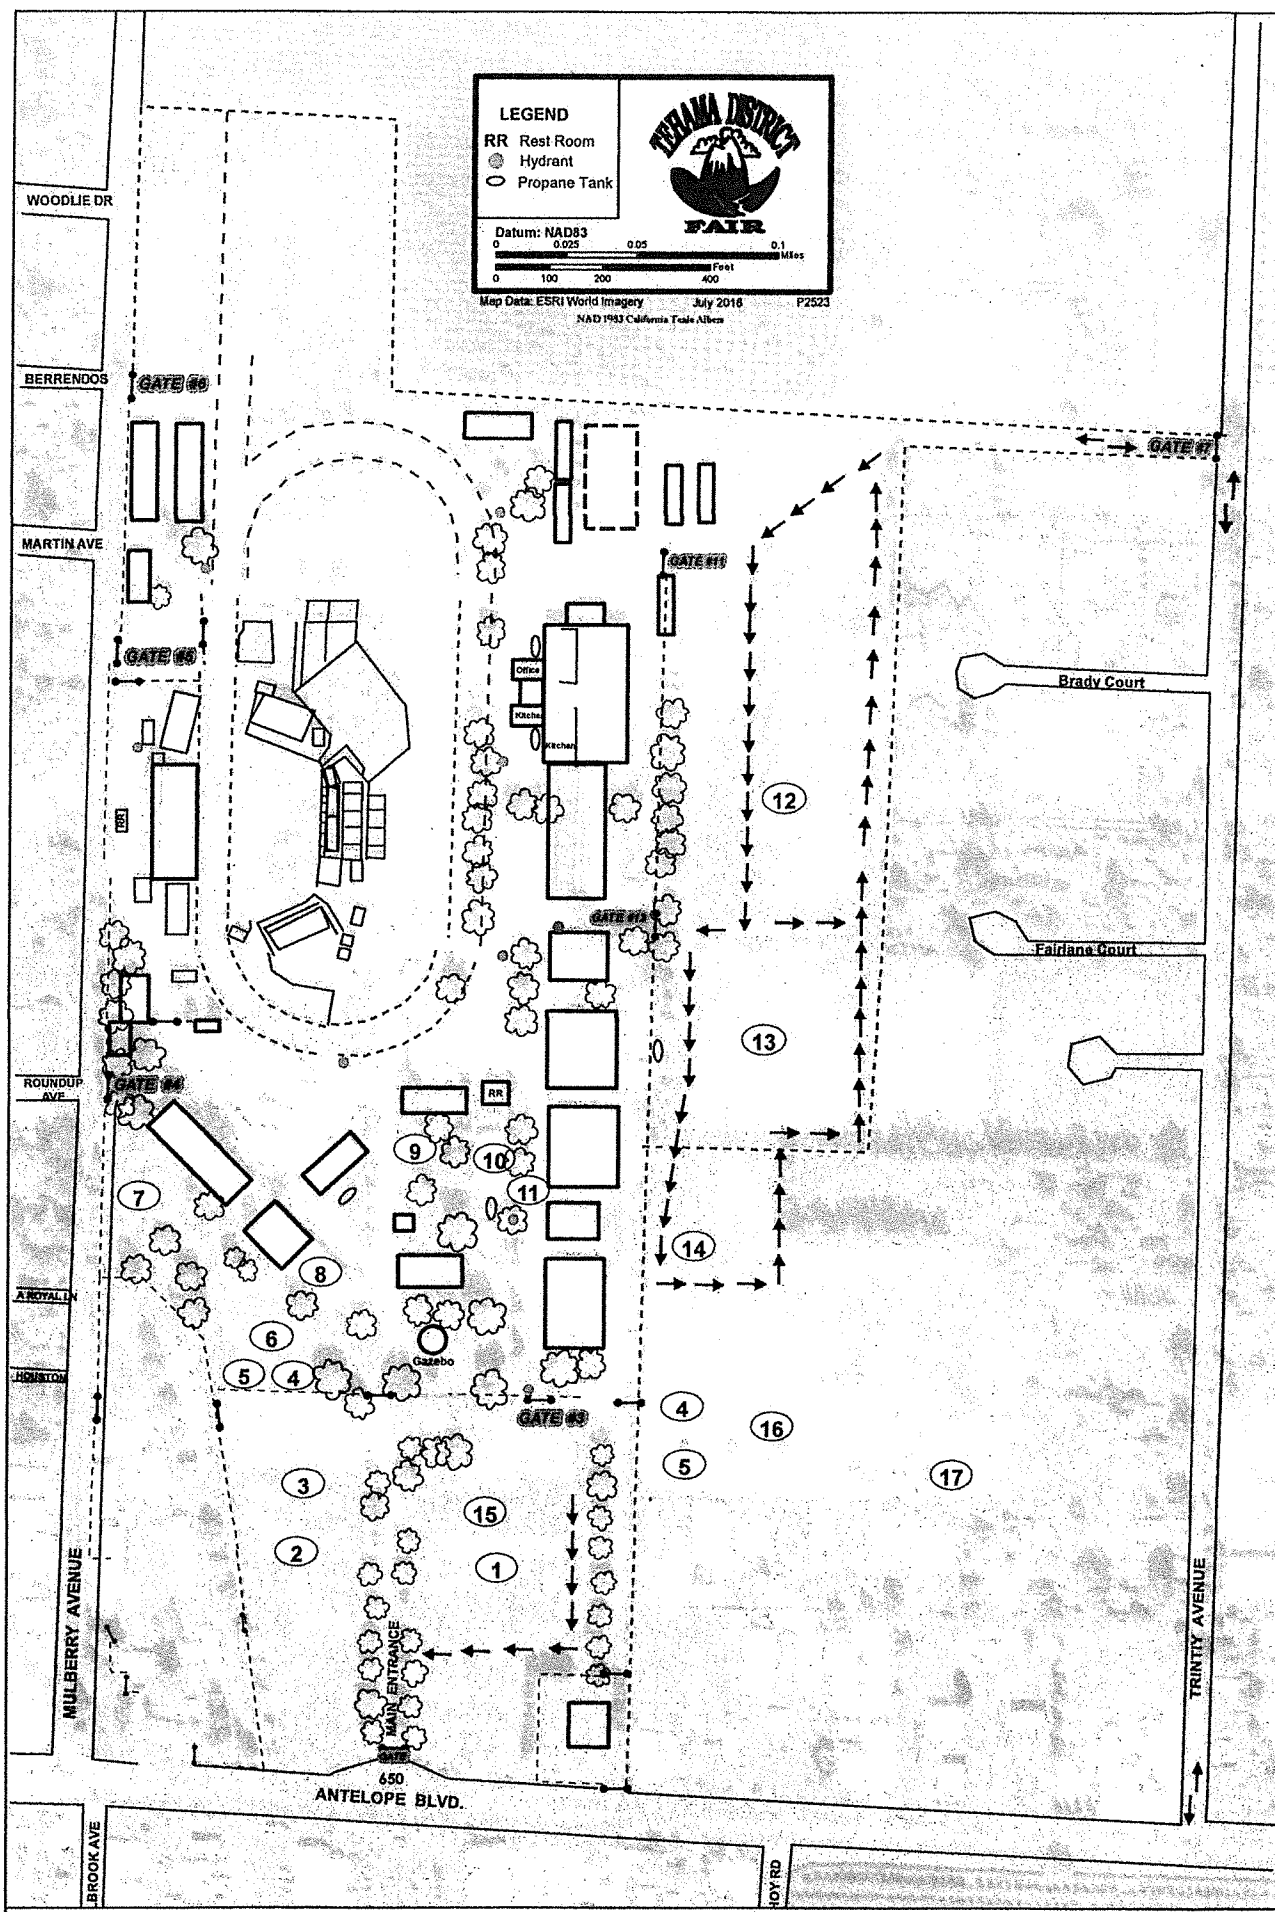 LEGEND
RR Rest Room
Hydrant
Propane Tank
TEHAMA DISTRICT
FAIR
Datum: NAD83
0 0.025 0.05 0.1
Miles
Feet
0 100 200 400
Map Data: ESRI World Imagery July 2016 P2523
NAD 1983 California Teale Albers
WOODLIE DR
BERRENDOS
GATE #6
GATE #7
MARTIN AVE
GATE #11
GATE #5
Office
Brady Court
Kitchen
Kitchen
12
RR
GATE #12
Fairlane Court
13
ROUNDUP
AVE
GATE #4
RR
9
10
7
11
14
8
A ROYAL LN
6
Gazebo
HOUSTON
5
4
4
GATE #3
16
5
17
3
15
2
1
MULBERRY AVENUE
TRINTIY AVENUE
MAIN ENTRANCE
GATE
650
ANTELOPE BLVD.
LBROOK AVE
HOY RD